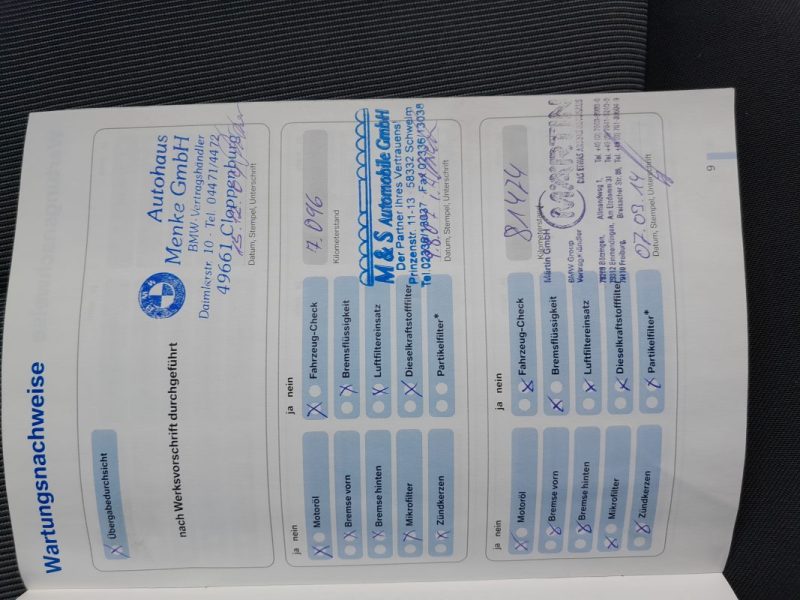 Wartungsnachweise
Übergabedurchsicht
nach Werksvorschrift durchgeführt
Autohaus
Menke GmbH
BMW-Vertragshändler
Daimlerstr. 10 · Tel. 04471/4472
49661 Cloppenburg
Datum, Stempel, Unterschrift
ja nein
Motoröl
Bremse vorn
Bremse hinten
Mikrofilter
Zündkerzen
ja nein
Fahrzeug-Check
Bremsflüssigkeit
Luftfiltereinsatz
Dieselkraftstofffilter
Partikelfilter*
7.096
Kilometerstand
M & S Automobile GmbH
Der Partner Ihres Vertrauens!
Prinzenstr. 11-13 58332 Schwelm
Datum, Stempel, Unterschrift
ja nein
Motoröl
Bremse vorn
Bremse hinten
Mikrofilter
Zündkerzen
ja nein
Fahrzeug-Check
Bremsflüssigkeit
Luftfiltereinsatz
Dieselkraftstofffilter
Partikelfilter*
81474
Kilometerstand
MARTIN
Martin GmbH
BMW Group
Vertragshändler
07.03.14
Datum, Stempel, Unterschrift
9